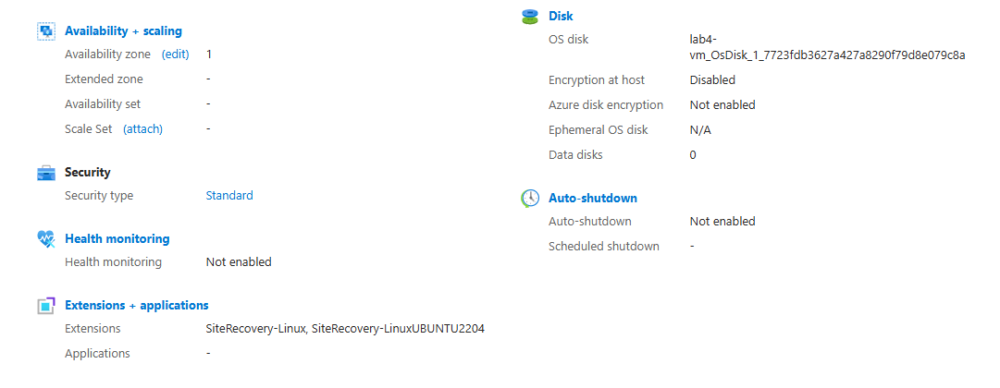 Availability + scaling
Availability zone (edit) 1
Extended zone -
Availability set -
Scale Set (attach) -
Security
Security type Standard
Health monitoring
Health monitoring Not enabled
Extensions + applications
Extensions SiteRecovery-Linux, SiteRecovery-LinuxUBUNTU2204
Applications -
Disk
OS disk lab4-
vm_OsDisk_1_7723fdb3627a427a8290f79d8e079c8a
Encryption at host Disabled
Azure disk encryption Not enabled
Ephemeral OS disk N/A
Data disks 0
Auto-shutdown
Auto-shutdown Not enabled
Scheduled shutdown -